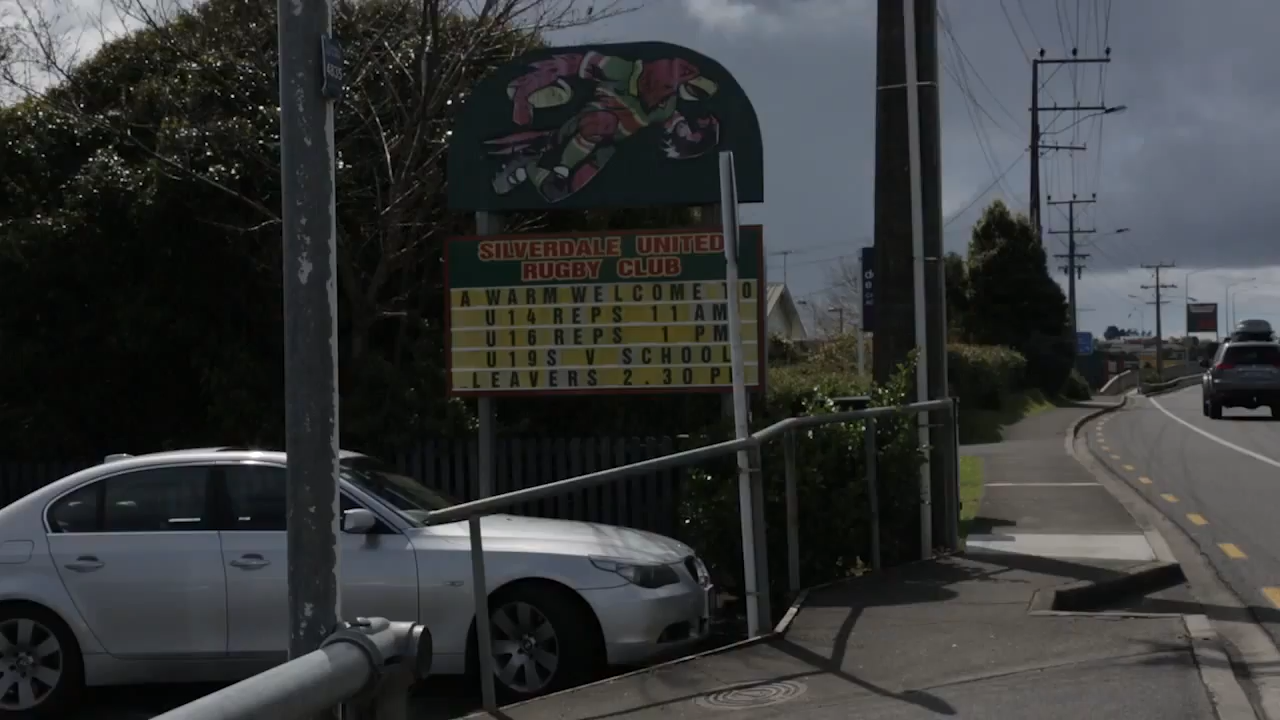 SILVERDALE UNITED
RUGBY CLUB
A WARM WELCOME TO
U14 REPS 11 AM
U16 REPS 1 PM
U19S V SCHOOL
LEAVERS 2.30 P